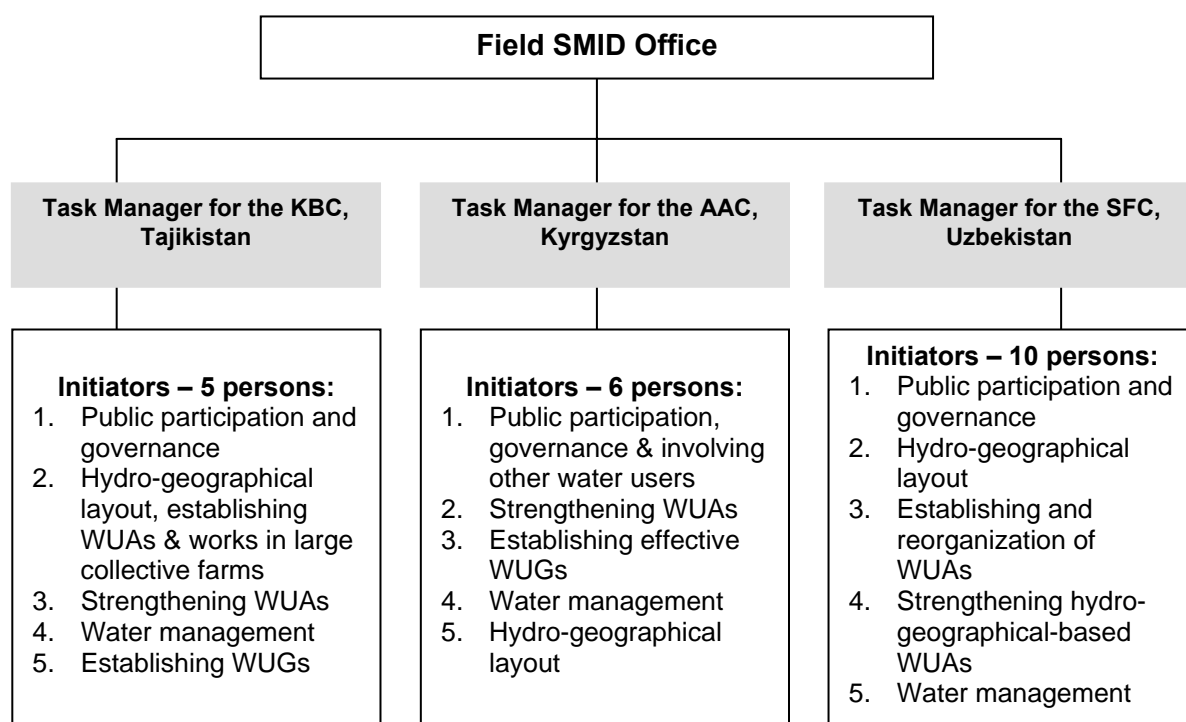 Field SMID Office
Task Manager for the KBC,
Tajikistan
Task Manager for the AAC,
Kyrgyzstan
Task Manager for the SFC,
Uzbekistan
Initiators – 5 persons:
1. Public participation and
governance
2. Hydro-geographical
layout, establishing
WUAs & works in large
collective farms
3. Strengthening WUAs
4. Water management
5. Establishing WUGs
Initiators – 6 persons:
1. Public participation,
governance & involving
other water users
2. Strengthening WUAs
3. Establishing effective
WUGs
4. Water management
5. Hydro-geographical
layout
Initiators – 10 persons:
1. Public participation and
governance
2. Hydro-geographical
layout
3. Establishing and
reorganization of
WUAs
4. Strengthening hydro-
geographical-based
WUAs
5. Water management